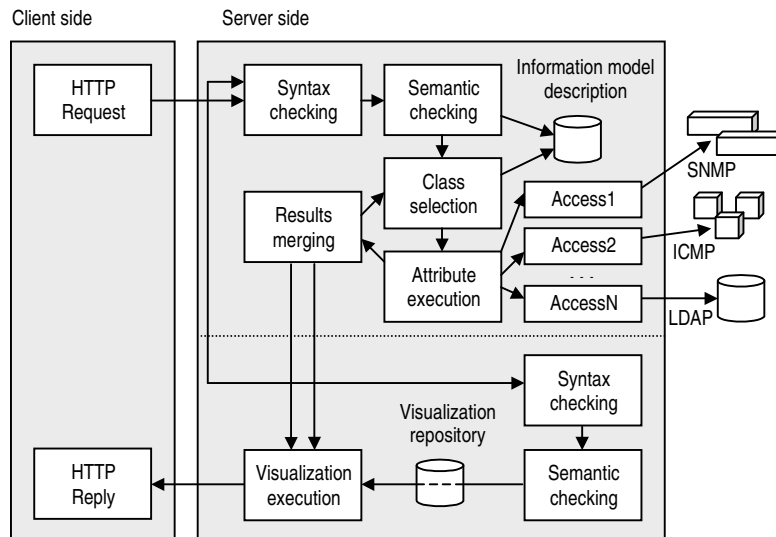 Client side
Server side
HTTP
Request
Syntax
checking
Semantic
checking
Information model
description
SNMP
Class
selection
Results
merging
Access1
Access2
ICMP
Attribute
execution
. . .
AccessN
LDAP
Syntax
checking
Visualization
repository
HTTP
Reply
Visualization
execution
Semantic
checking